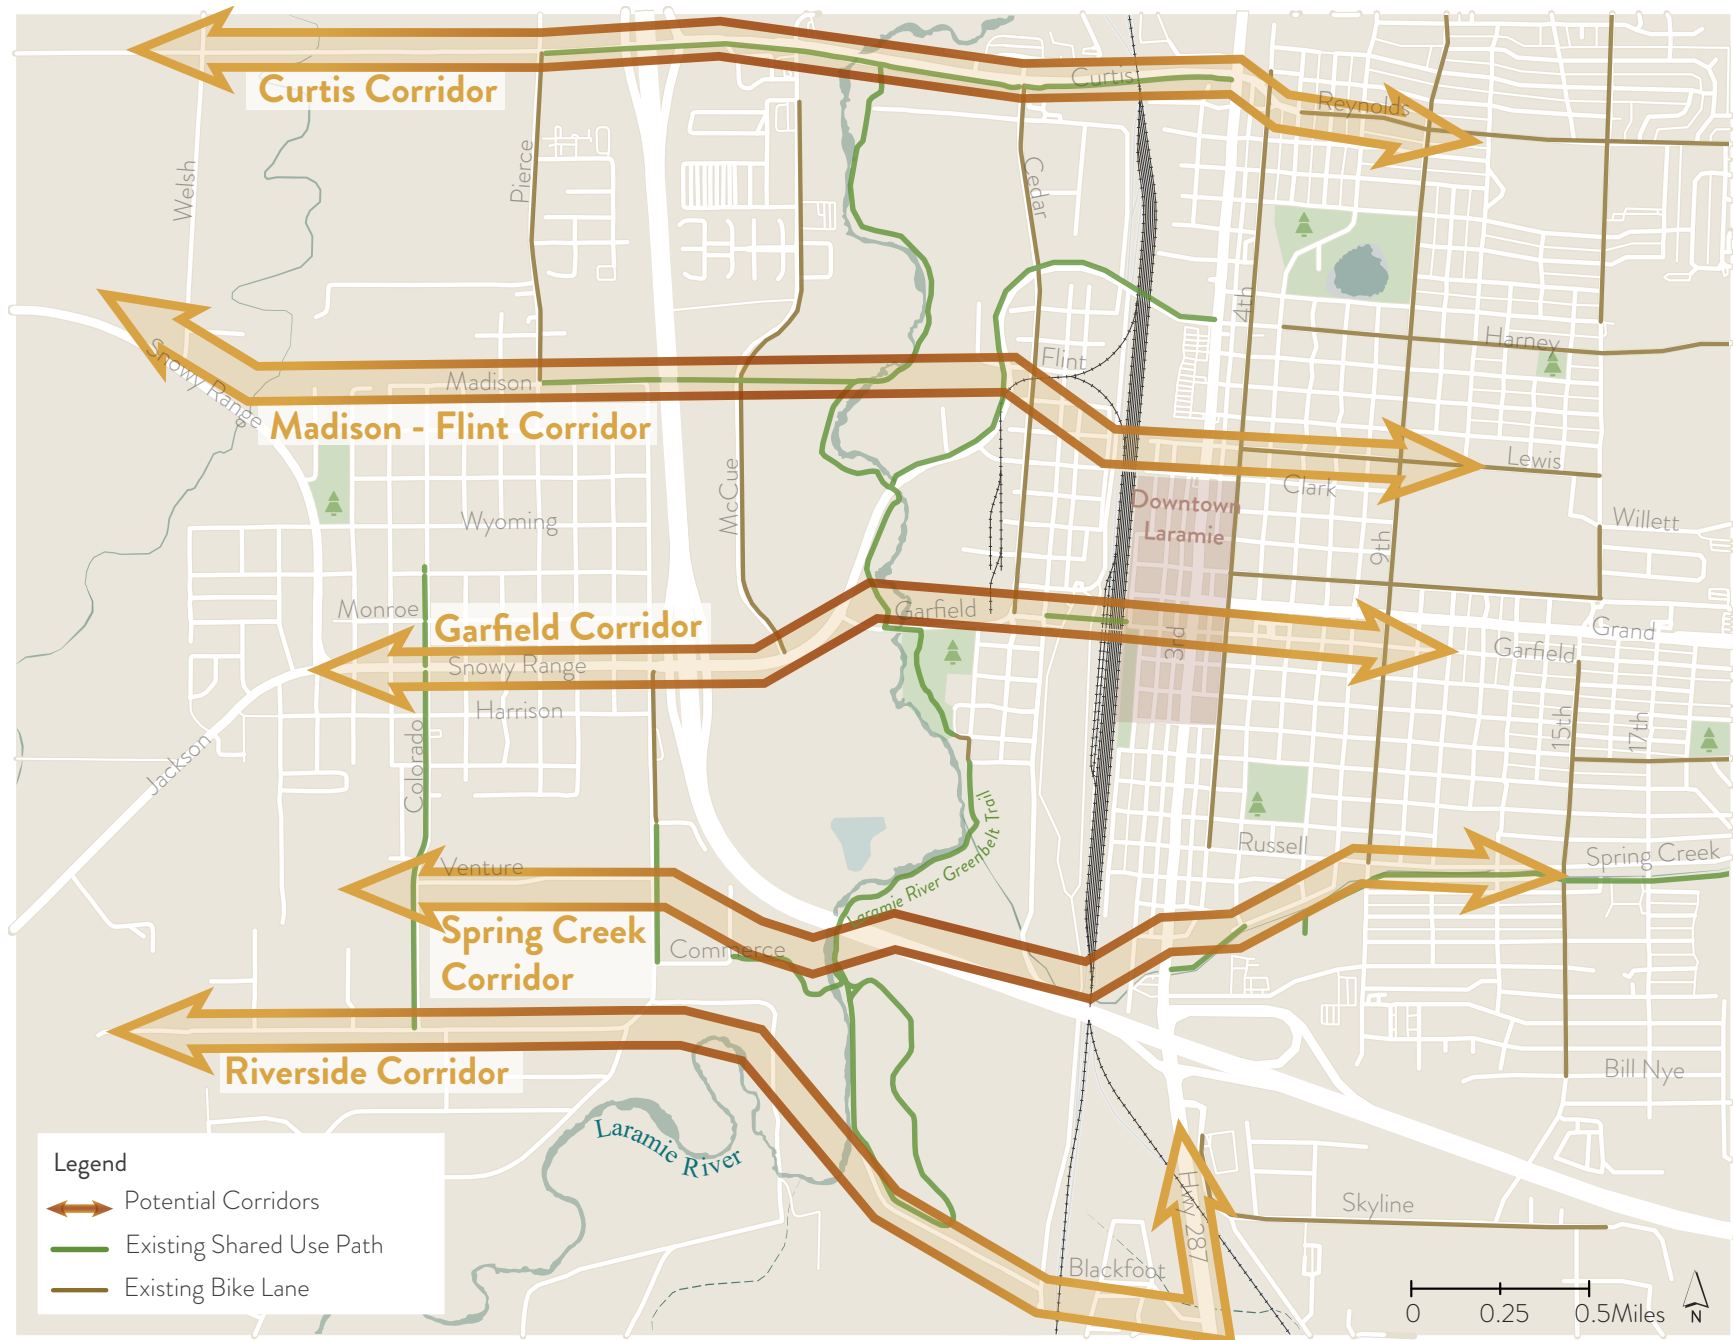 Curtis
Curtis Corridor
Reynolds
Welsh
Pierce
Cedar
4th
Harney
Snowy Range
Madison
Flint
Madison - Flint Corridor
Lewis
Clark
McCue
Downtown
Laramie
Wyoming
Willett
9th
Monroe
Garfield Corridor
Garfield
Grand
Snowy Range
3rd
Garfield
Harrison
Jackson
Colorado
15th
17th
Laramie River Greenbelt Trail
Russell
Spring Creek
Venture
Spring Creek
Corridor
Commerce
Riverside Corridor
Bill Nye
Laramie River
Hwy 287
Skyline
Blackfoot
Legend
Potential Corridors
Existing Shared Use Path
Existing Bike Lane
0 0.25 0.5Miles
N